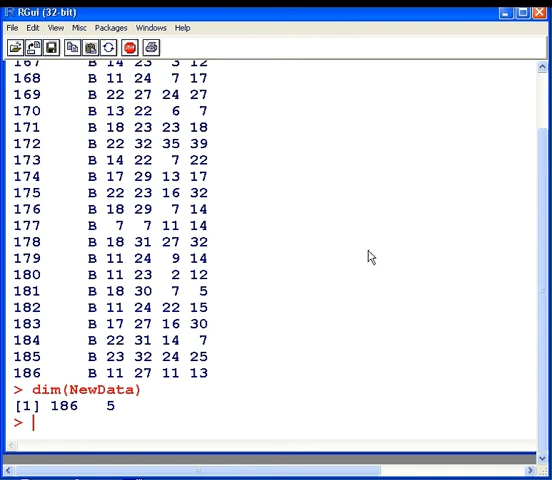 RGui (32-bit)
File Edit View Misc Packages Windows Help
167 B 14 23 3 12
168 B 11 24 7 17
169 B 22 27 24 27
170 B 13 22 6 7
171 B 18 23 23 18
172 B 22 32 35 39
173 B 14 22 7 22
174 B 17 29 13 17
175 B 22 23 16 32
176 B 18 29 7 14
177 B 7 7 11 14
178 B 18 31 27 32
179 B 11 24 9 14
180 B 11 23 2 12
181 B 18 30 7 5
182 B 11 24 22 15
183 B 17 27 16 30
184 B 22 31 14 7
185 B 23 32 24 25
186 B 11 27 11 13
> dim(NewData)
[1] 186 5
>